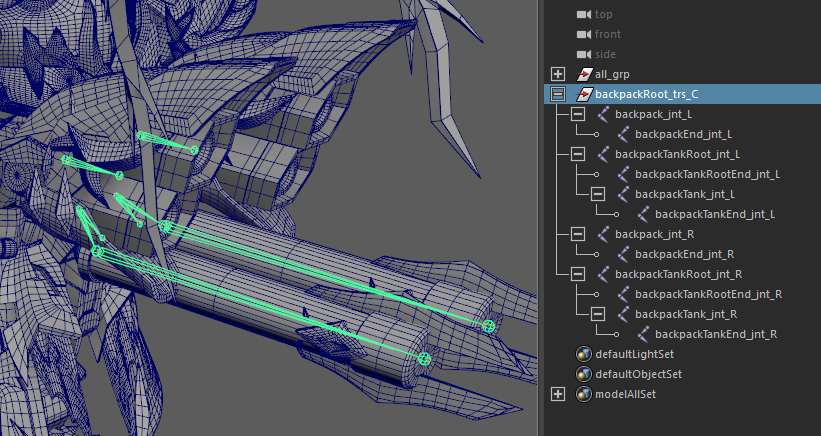 top
front
side
all_grp
backpackRoot_trs_C
backpack_jnt_L
backpackEnd_jnt_L
backpackTankRoot_jnt_L
backpackTankRootEnd_jnt_L
backpackTank_jnt_L
backpackTankEnd_jnt_L
backpack_jnt_R
backpackEnd_jnt_R
backpackTankRoot_jnt_R
backpackTankRootEnd_jnt_R
backpackTank_jnt_R
backpackTankEnd_jnt_R
defaultLightSet
defaultObjectSet
modelAllSet